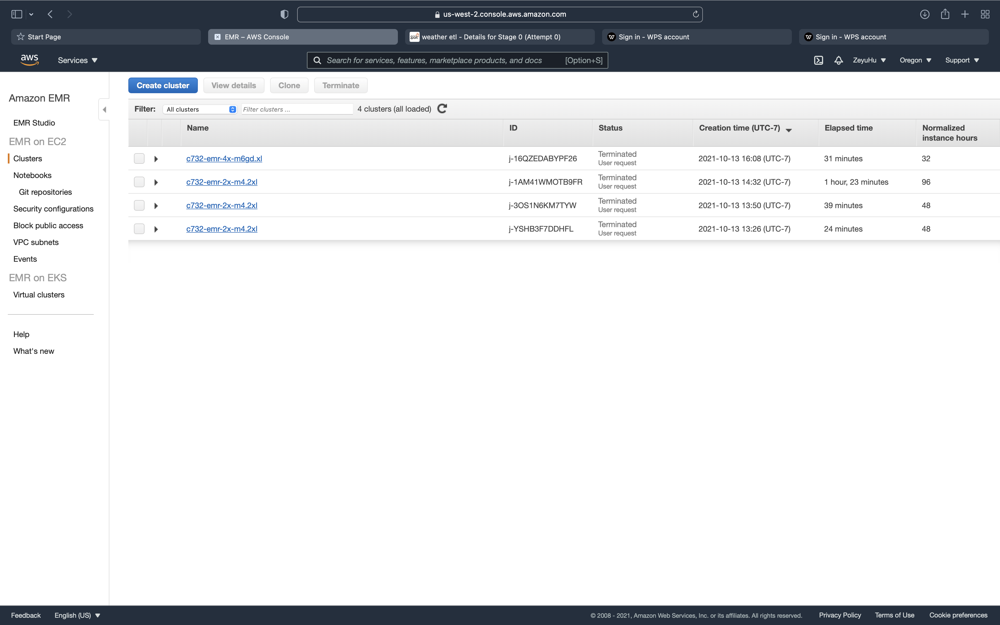 us-west-2.console.aws.amazon.com
Start Page
EMR – AWS Console
Spark weather etl - Details for Stage 0 (Attempt 0)
W Sign in - WPS account
W Sign in - WPS account
aws Services
Search for services, features, marketplace products, and docs [Option+S]
ZeyuHu Oregon Support
Amazon EMR
EMR Studio
EMR on EC2
Clusters
Notebooks
Git repositories
Security configurations
Block public access
VPC subnets
Events
EMR on EKS
Virtual clusters
Help
What's new
Create cluster View details Clone Terminate
Filter: All clusters Filter clusters ... 4 clusters (all loaded)
Name ID Status Creation time (UTC-7) Elapsed time Normalized instance hours
c732-emr-4x-m6gd.xl j-16QZEDABYPF26 Terminated User request 2021-10-13 16:08 (UTC-7) 31 minutes 32
c732-emr-2x-m4.2xl j-1AM41WMOTB9FR Terminated User request 2021-10-13 14:32 (UTC-7) 1 hour, 23 minutes 96
c732-emr-2x-m4.2xl j-3OS1N6KM7TYW Terminated User request 2021-10-13 13:50 (UTC-7) 39 minutes 48
c732-emr-2x-m4.2xl j-YSHB3F7DDHFL Terminated User request 2021-10-13 13:26 (UTC-7) 24 minutes 48
Feedback English (US)
© 2008 - 2021, Amazon Web Services, Inc. or its affiliates. All rights reserved. Privacy Policy Terms of Use Cookie preferences